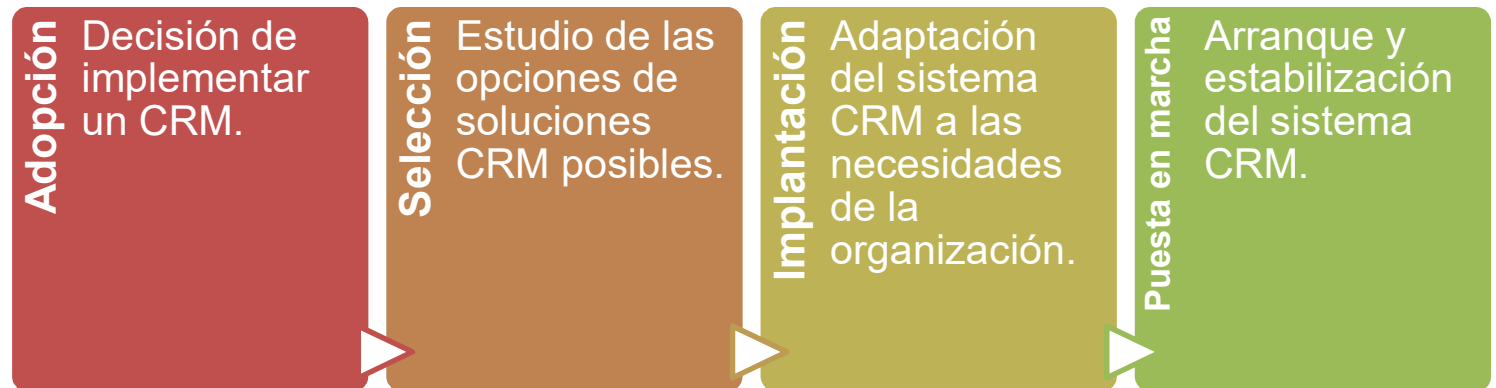 Adopción
Decisión de
implementar
un CRM.
Selección
Estudio de las
opciones de
soluciones
CRM posibles.
Implantación
Adaptación
del sistema
CRM a las
necesidades
de la
organización.
Puesta en marcha
Arranque y
estabilización
del sistema
CRM.